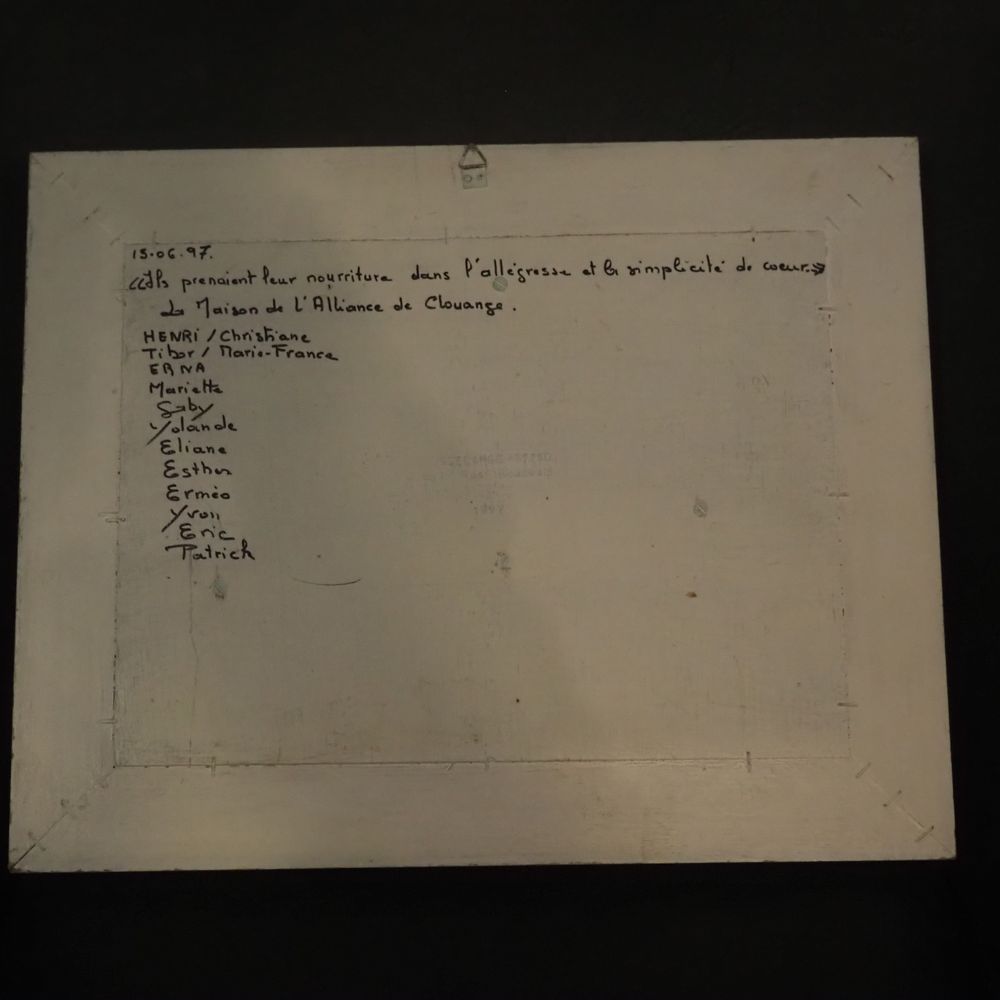 15.06.97.
«Ils prenaient leur nourriture dans l'allégresse et la simplicité de coeur.»
La Maison de l'Alliance de Clouange.
HENRI / Christiane
Tibor / Marie-France
ERNA
Mariette
Gaby
Yolande
Eliane
Esther
Erméo
Yvon
Eric
Patrick